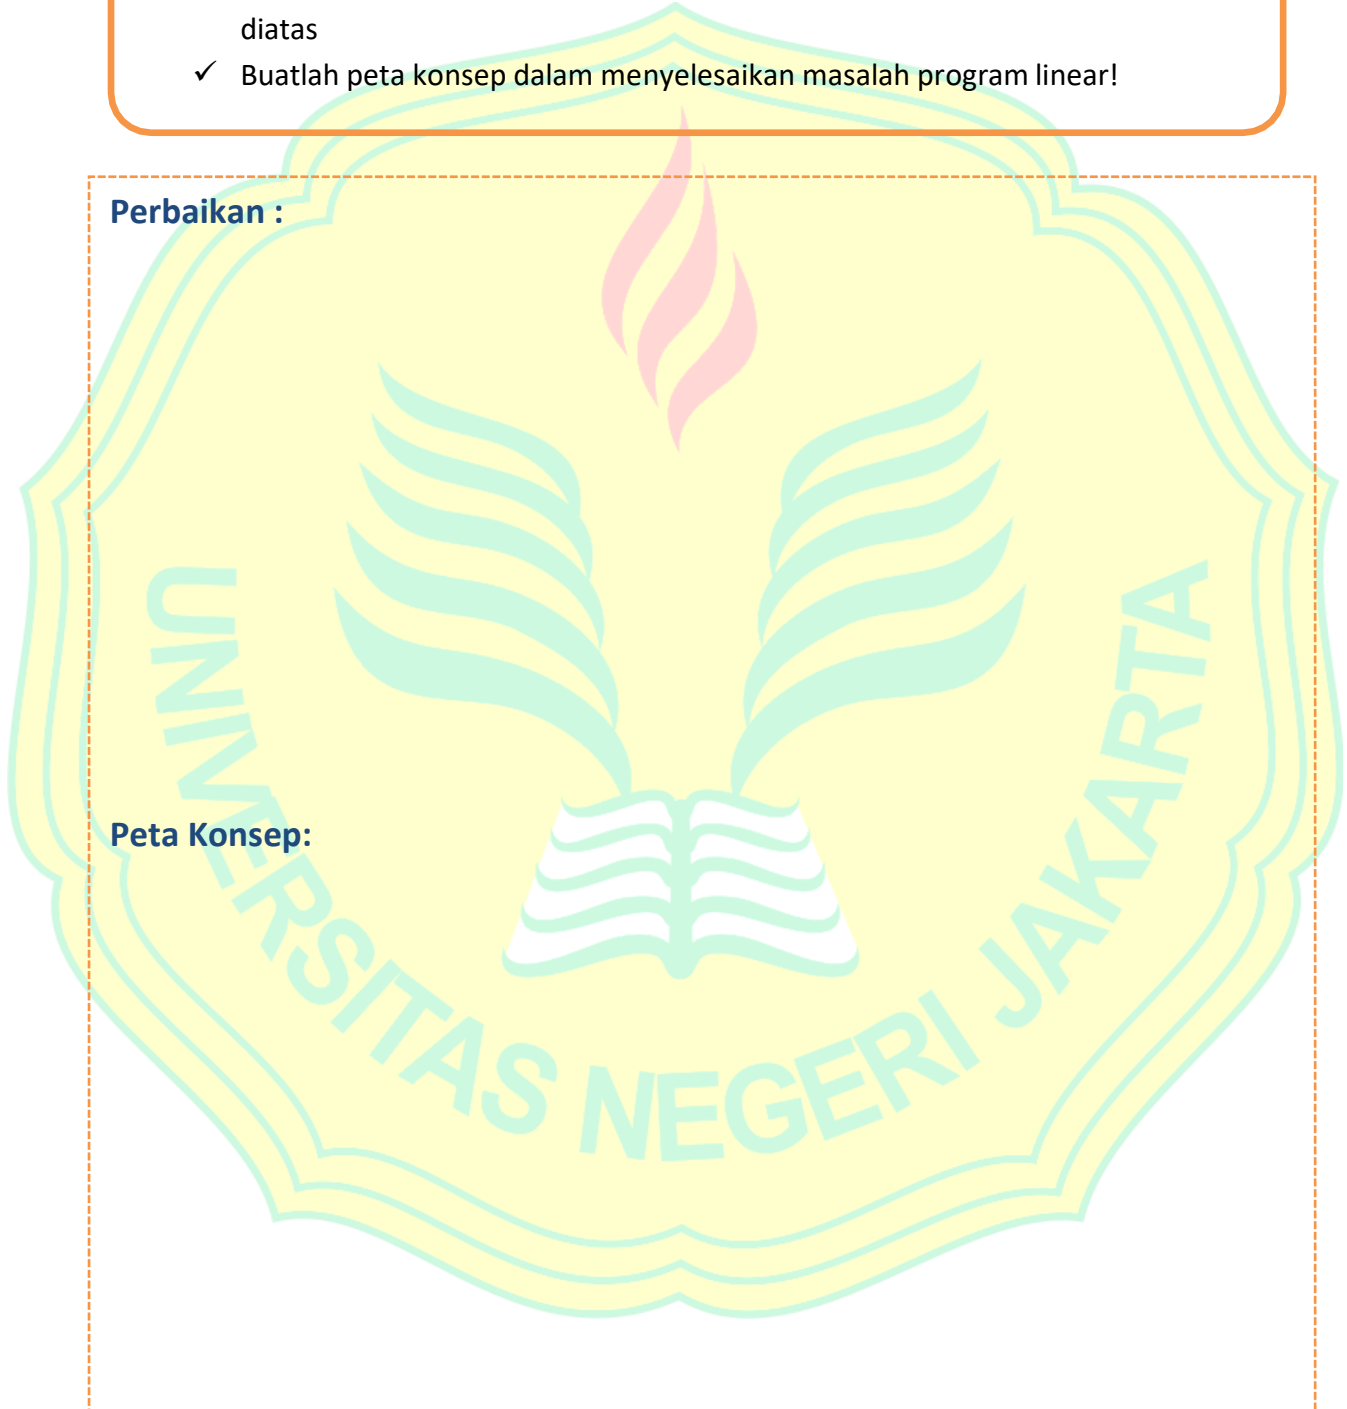 diatas
✓ Buatlah peta konsep dalam menyelesaikan masalah program linear!
Perbaikan :
Peta Konsep:
UNIVERSITAS NEGERI JAKARTA